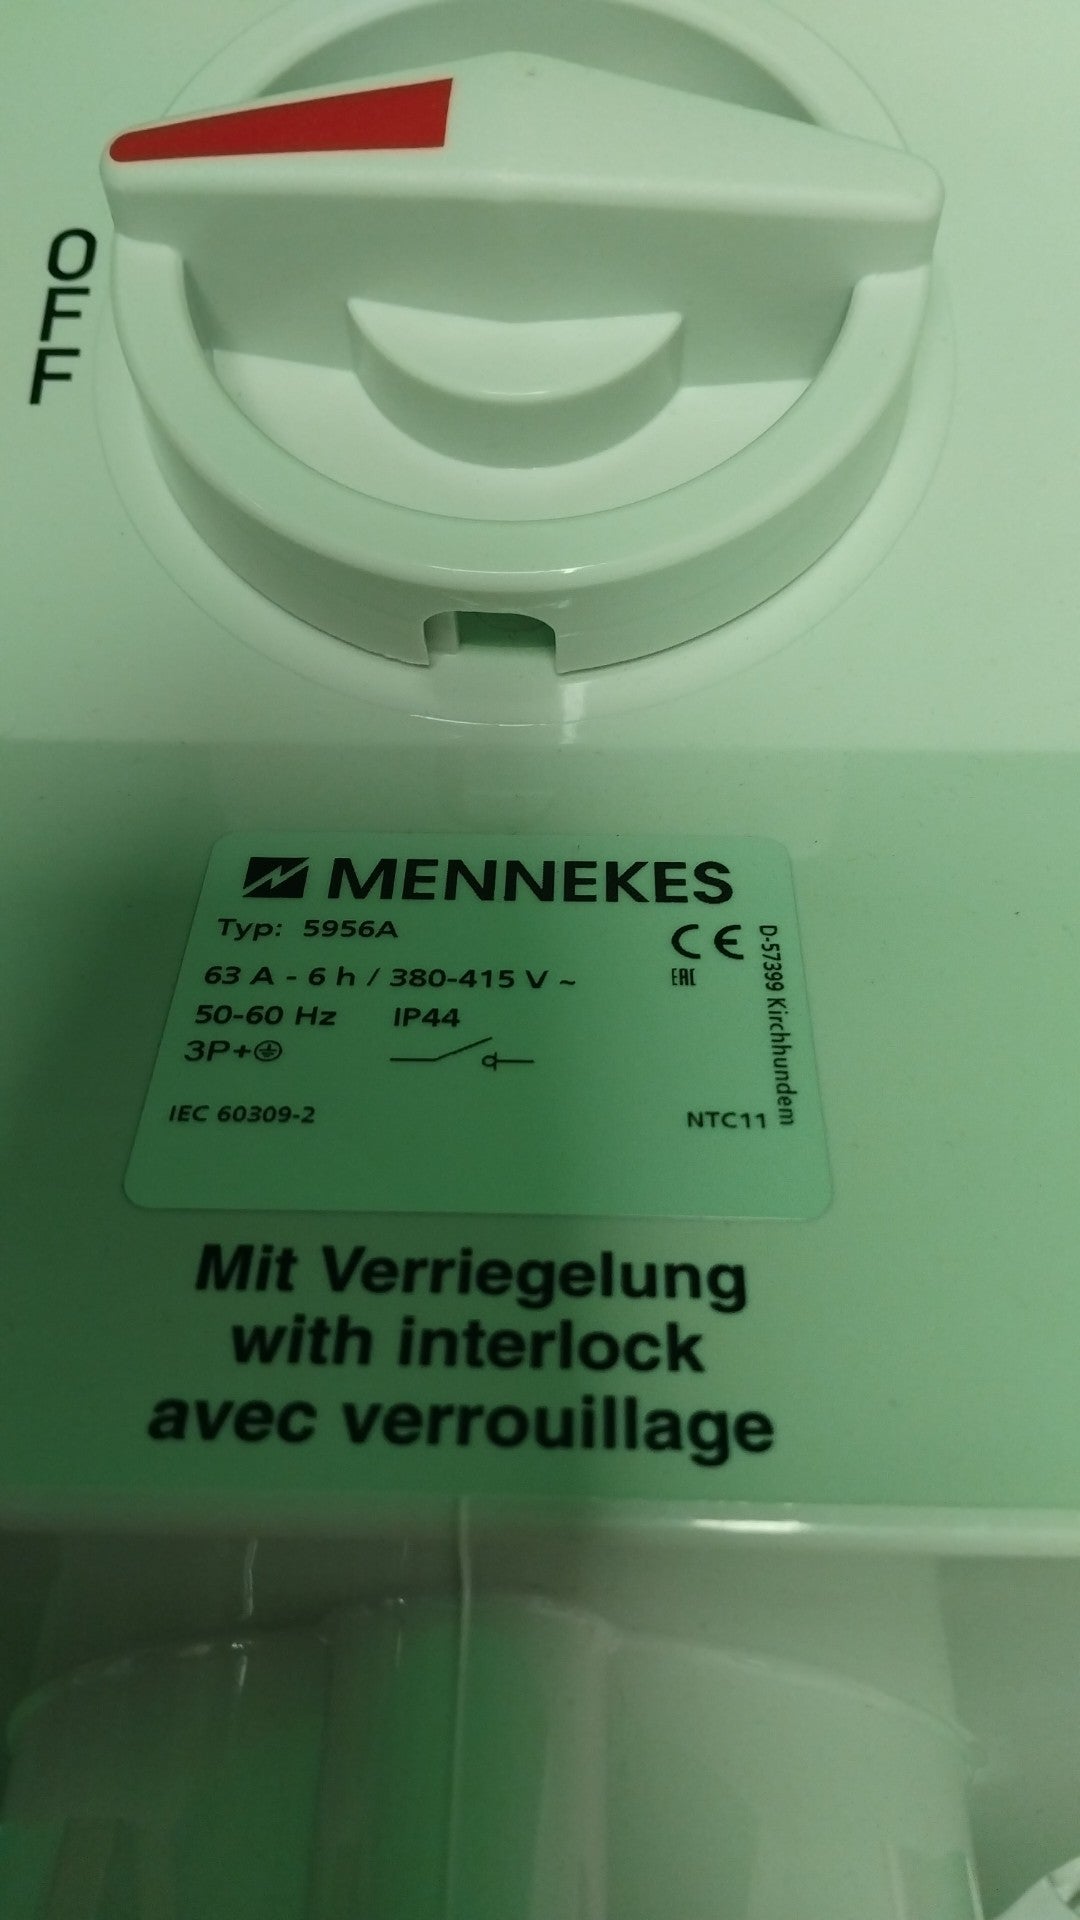 OFF
MENNEKES
Typ: 5956A
CE
63 A - 6 h / 380-415 V ~
EAC
50-60 Hz IP44
3P+⏚
IEC 60309-2
NTC11
D-57399 Kirchhundem
Mit Verriegelung
with interlock
avec verrouillage